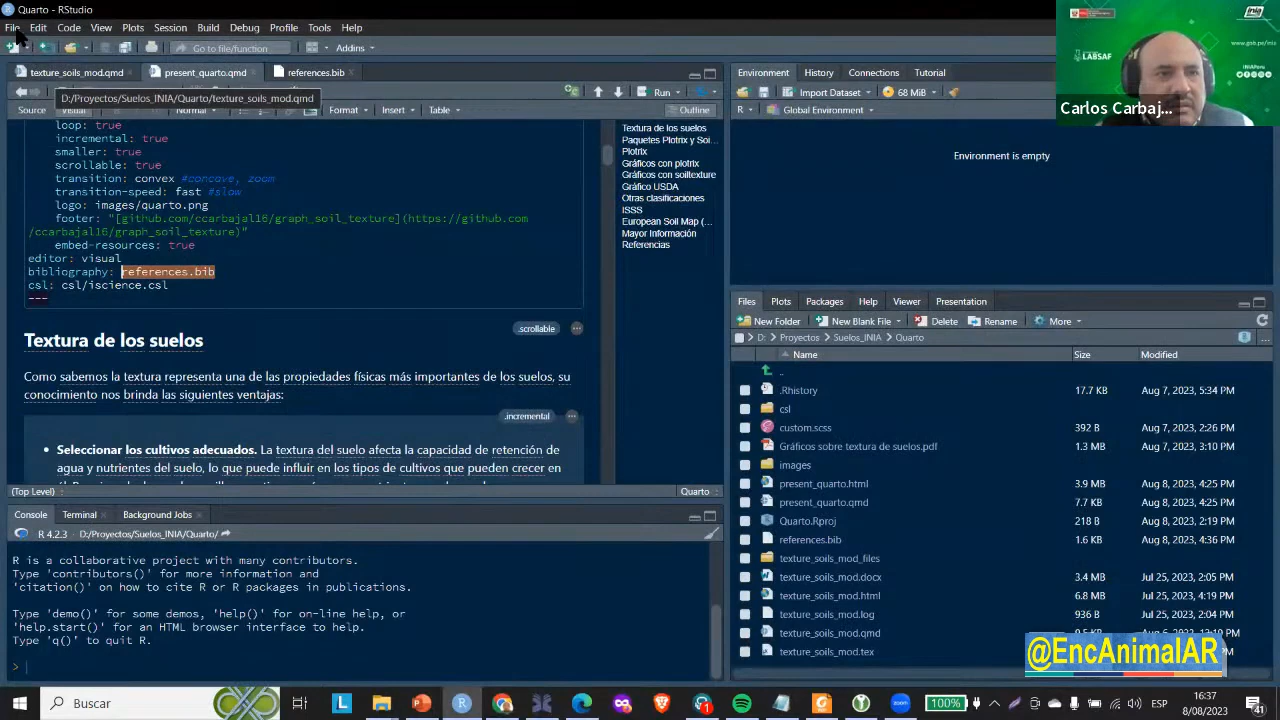 Quarto - RStudio
File Edit Code View Plots Session Build Debug Profile Tools Help
Go to file/function Addins
texture_soils_mod.qmd present_quarto.qmd references.bib
D:/Proyectos/Suelos_INIA/Quarto/texture_soils_mod.qmd
Run
Source Visual Normal Format Insert Table Outline
loop: true
incremental: true
smaller: true
scrollable: true
transition: convex #concave, zoom
transition-speed: fast #slow
logo: images/quarto.png
footer: "[github.com/ccarbajal16/graph_soil_texture](https://github.com
/ccarbajal16/graph_soil_texture)"
embed-resources: true
editor: visual
bibliography: references.bib
csl: csl/iscience.csl
---
.scrollable
Textura de los suelos
Como sabemos la textura representa una de las propiedades físicas más importantes de los suelos, su
conocimiento nos brinda las siguientes ventajas:
.incremental
• Seleccionar los cultivos adecuados. La textura del suelo afecta la capacidad de retención de
agua y nutrientes del suelo, lo que puede influir en los tipos de cultivos que pueden crecer en
Textura de los suelos
Paquetes Plotrix y Soi...
Plotrix
Gráficos con plotrix
Gráficos con soiltexture
Gráfico USDA
Otras clasificaciones
ISSS
European Soil Map (...
Mayor Información
Referencias
(Top Level) Quarto
Console Terminal Background Jobs
R 4.2.3 · D:/Proyectos/Suelos_INIA/Quarto/
R is a collaborative project with many contributors.
Type 'contributors()' for more information and
'citation()' on how to cite R or R packages in publications.
Type 'demo()' for some demos, 'help()' for on-line help, or
'help.start()' for an HTML browser interface to help.
Type 'q()' to quit R.
>
Environment History Connections Tutorial
Import Dataset 68 MiB
R Global Environment
Environment is empty
Files Plots Packages Help Viewer Presentation
New Folder New Blank File Delete Rename More
D: Proyectos Suelos_INIA Quarto
Name Size Modified
..
.Rhistory 17.7 KB Aug 7, 2023, 5:34 PM
csl
custom.scss 392 B Aug 7, 2023, 2:26 PM
Gráficos sobre textura de suelos.pdf 1.3 MB Aug 7, 2023, 3:10 PM
images
present_quarto.html 3.9 MB Aug 8, 2023, 4:25 PM
present_quarto.qmd 7.7 KB Aug 8, 2023, 4:25 PM
Quarto.Rproj 218 B Aug 8, 2023, 2:19 PM
references.bib 1.6 KB Aug 8, 2023, 4:36 PM
texture_soils_mod_files
texture_soils_mod.docx 3.4 MB Jul 25, 2023, 2:05 PM
texture_soils_mod.html 6.8 MB Jul 25, 2023, 4:19 PM
texture_soils_mod.log 936 B Jul 25, 2023, 2:04 PM
texture_soils_mod.qmd
texture_soils_mod.tex
inia
www.gob.pe/inia
LABSAF
INIAPeru
Carlos Carbaj...
@EncAnimalAR
Buscar
1
100%
ESP
16:37
8/08/2023
41